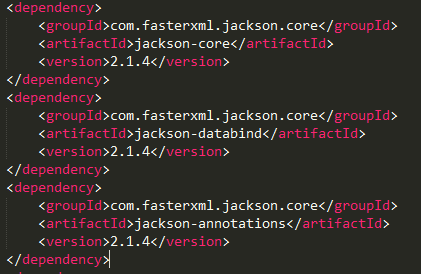 <dependency>
<groupId>com.fasterxml.jackson.core</groupId>
<artifactId>jackson-core</artifactId>
<version>2.1.4</version>
</dependency>
<dependency>
<groupId>com.fasterxml.jackson.core</groupId>
<artifactId>jackson-databind</artifactId>
<version>2.1.4</version>
</dependency>
<dependency>
<groupId>com.fasterxml.jackson.core</groupId>
<artifactId>jackson-annotations</artifactId>
<version>2.1.4</version>
</dependency>